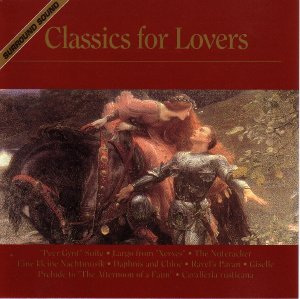 SURROUND SOUND
Classics for Lovers
"Peer Gynt" Suite • Largo from "Xerxes" • The Nutcracker
Eine kleine Nachtmusik • Daphnis and Chloe • Ravel's Pavan • Giselle
Prelude to "The Afternoon of a Faun" • Cavalleria rusticana